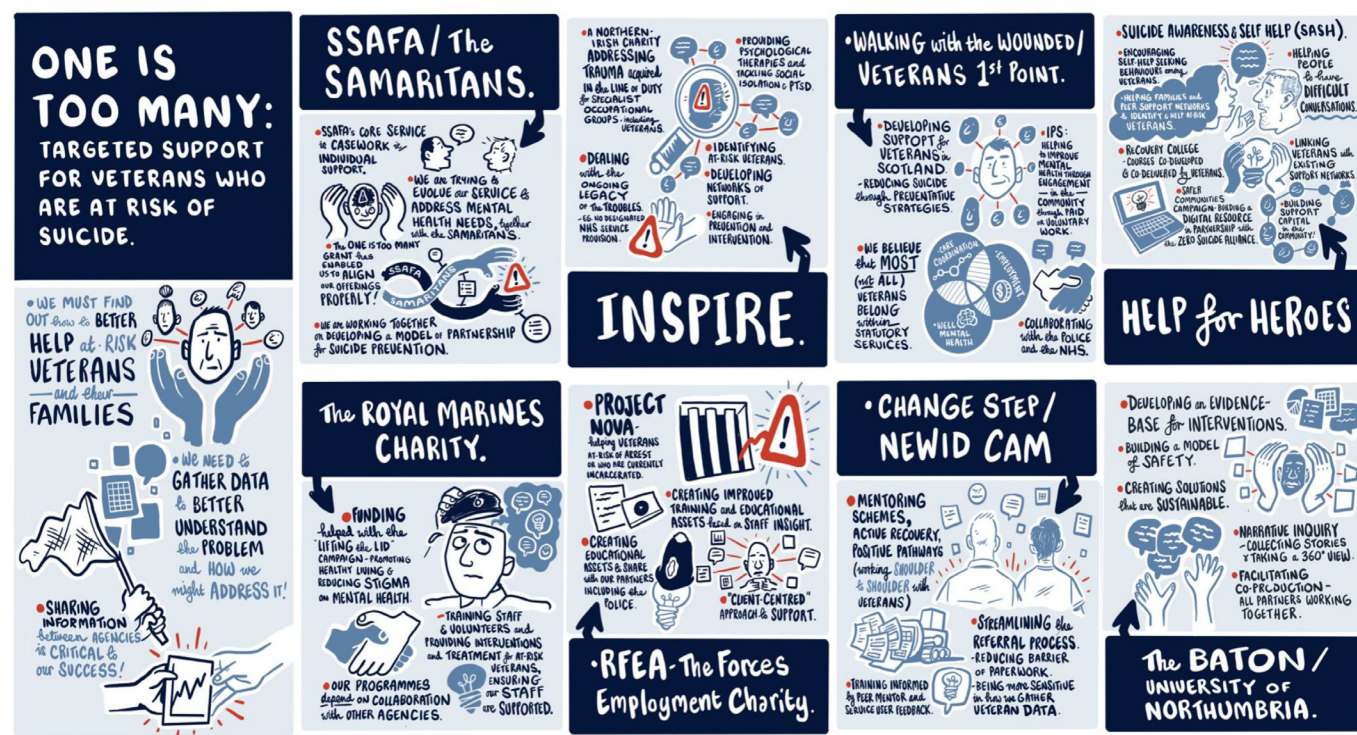 ONE IS
TOO MANY:
TARGETED SUPPORT
FOR VETERANS WHO
ARE AT RISK OF
SUICIDE.
• WE MUST FIND
OUT how to BETTER
HELP at-RISK
VETERANS
— and their —
FAMILIES
• WE NEED to
GATHER DATA
to BETTER
UNDERSTAND
the PROBLEM
and HOW we
might ADDRESS IT!
• SHARING
INFORMATION
between AGENCIES
is CRITICAL to
our SUCCESS!
SSAFA / The
SAMARITANS.
• SSAFA's CORE SERVICE
is CASEWORK to
INDIVIDUAL
SUPPORT.
• WE are TRYING to
EVOLVE our SERVICE to
ADDRESS MENTAL
HEALTH NEEDS, together
with the SAMARITANS.
• The ONE IS TOO MANY
GRANT has
ENABLED
US to ALIGN
our OFFERINGS
PROPERLY!
SSAFA
SAMARITANS
• WE are WORKING TOGETHER
on DEVELOPING a MODEL of PARTNERSHIP
for SUICIDE PREVENTION.
The ROYAL MARINES
CHARITY.
• FUNDING
helped with the
'LIFTING the LID'
CAMPAIGN - PROMOTING
HEALTHY LIVING &
REDUCING STIGMA
on MENTAL HEALTH.
- TRAINING STAFF
& VOLUNTEERS and
PROVIDING INTERVENTIONS
and TREATMENT for AT-RISK
VETERANS,
ENSURING
our STAFF
are SUPPORTED.
• OUR PROGRAMMES
depend on COLLABORATION
with OTHER AGENCIES.
• A NORTHERN-
IRISH CHARITY
ADDRESSING
TRAUMA acquired
IN the LINE of DUTY
for SPECIALIST
OCCUPATIONAL
GROUPS - including
VETERANS.
• PROVIDING
PSYCHOLOGICAL
THERAPIES and
TACKLING SOCIAL
ISOLATION & PTSD.
• DEALING
with the
ONGOING
LEGACY
of the TROUBLES.
- EG. NO DESIGNATED
NHS SERVICE
PROVISION.
• IDENTIFYING
AT-RISK VETERANS.
• DEVELOPING
NETWORKS of
SUPPORT.
• ENGAGING in
PREVENTION and
INTERVENTION.
INSPIRE.
• PROJECT
NOVA -
helping VETERANS
AT-RISK OF ARREST
OR WHO ARE CURRENTLY
INCARCERATED.
• CREATING IMPROVED
TRAINING and EDUCATIONAL
ASSETS based on STAFF INSIGHT.
• CREATING
EDUCATIONAL
ASSETS to SHARE
with OUR PARTNERS
INCLUDING the
POLICE.
• "CLIENT-CENTRED"
APPROACH to SUPPORT.
• RFEA - The Forces
Employment Charity.
• WALKING with the WOUNDED /
VETERANS 1st POINT.
• DEVELOPING
SUPPORT for
VETERANS in
SCOTLAND.
- REDUCING SUICIDE
through PREVENTATIVE
STRATEGIES.
• IPS:
HELPING
to IMPROVE
MENTAL
HEALTH THROUGH
ENGAGEMENT
— in the —
COMMUNITY
through PAID
or VOLUNTARY
WORK.
• WE BELIEVE
that MOST
(not ALL)
VETERANS
BELONG
within
STATUTORY
SERVICES.
• CARE
COORDINATION
• EMPLOYMENT
• WELL
MENTAL
HEALTH
• COLLABORATING
with the POLICE
and the NHS.
• CHANGE STEP /
NEWID CAM
• MENTORING
SCHEMES,
ACTIVE RECOVERY,
POSITIVE PATHWAYS
(working SHOULDER
to SHOULDER with
VETERANS)
• STREAMLINING the
REFERRAL PROCESS.
- REDUCING BARRIER
of PAPERWORK.
- BEING more SENSITIVE
in how we GATHER
VETERAN DATA.
• TRAINING INFORMED
by PEER MENTOR and
SERVICE USER FEEDBACK.
• SUICIDE AWARENESS & SELF HELP (SASH).
• ENCOURAGING
SELF-HELP SEEKING
BEHAVIOURS among
VETERANS.
- HELPING FAMILIES and
PEER SUPPORT NETWORKS
to IDENTIFY & HELP AT-RISK
VETERANS.
• HELPING
PEOPLE
to have
DIFFICULT
CONVERSATIONS.
• RECOVERY COLLEGE
- COURSES CO-DEVELOPED
& CO-DELIVERED by VETERANS.
• LINKING
VETERANS with
EXISTING
SUPPORT NETWORKS.
• SAFER
COMMUNITIES
CAMPAIGN - BUILDING a
DIGITAL RESOURCE
in PARTNERSHIP with
the ZERO SUICIDE ALLIANCE.
• BUILDING
SUPPORT
CAPITAL
in the
COMMUNITY!
HELP for HEROES
• DEVELOPING an EVIDENCE-
BASE for INTERVENTIONS.
• BUILDING a MODEL
of SAFETY.
• CREATING SOLUTIONS
that are SUSTAINABLE.
• NARRATIVE INQUIRY
- COLLECTING STORIES
& TAKING a 360° VIEW.
• FACILITATING
CO-PRODUCTION -
ALL PARTNERS WORKING
TOGETHER.
The BATON /
UNIVERSITY OF
NORTHUMBRIA.